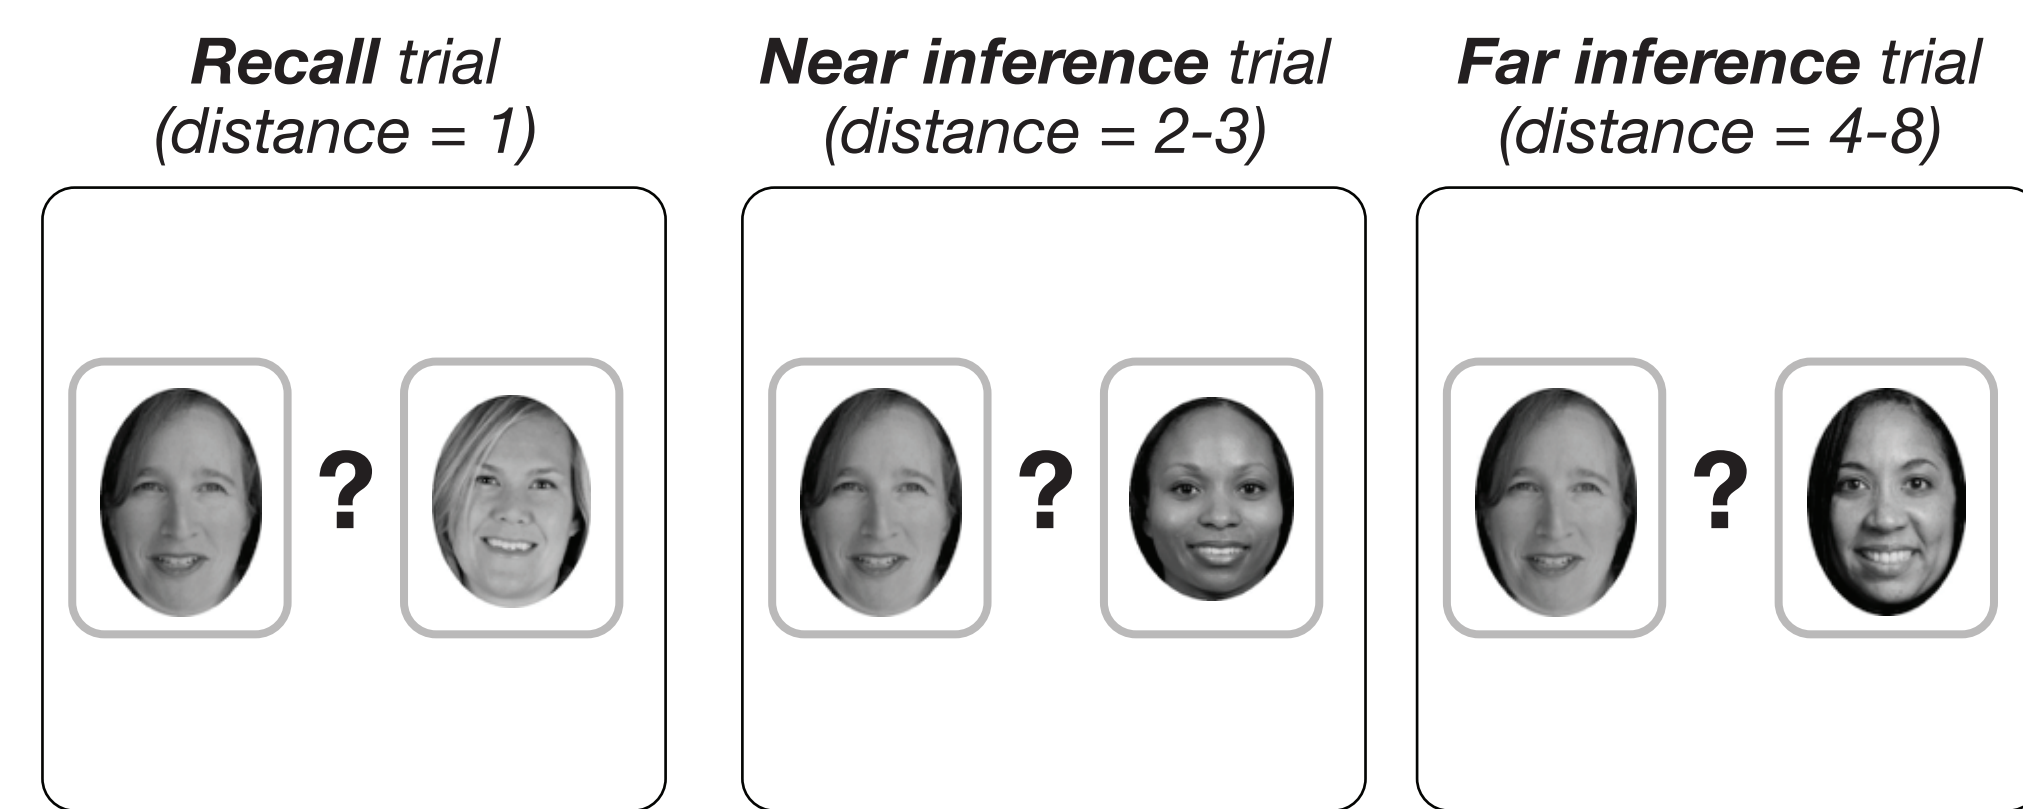 Recall trial
(distance = 1)
?
Near inference trial
(distance = 2-3)
?
Far inference trial
(distance = 4-8)
?